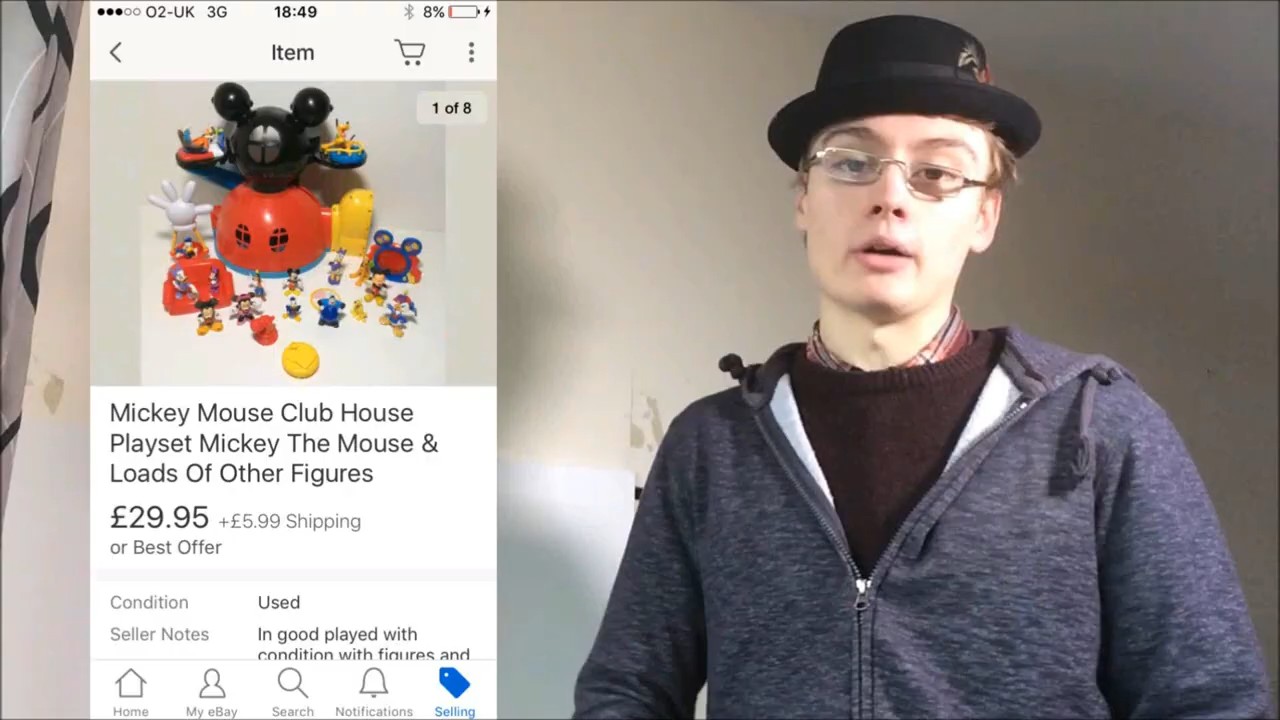 O2-UK 3G 18:49 8%
Item
1 of 8
Mickey Mouse Club House
Playset Mickey The Mouse &
Loads Of Other Figures
£29.95 +£5.99 Shipping
or Best Offer
Condition Used
Seller Notes In good played with
condition with figures and
Home My eBay Search Notifications Selling